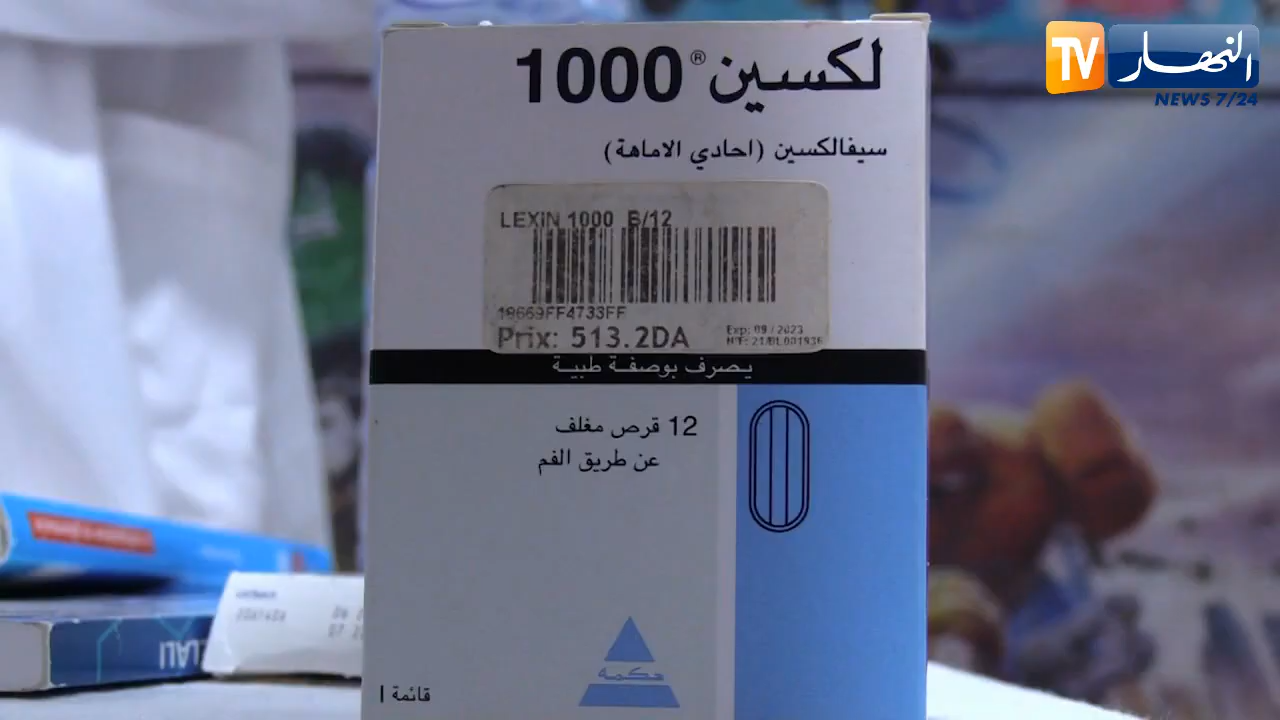 لكسين® 1000
سيفالكسين (احادي الاماهة)
LEXIN 1000 B/12
18669FF4733FF
Prix: 513.2DA
Exp: 09 / 2023
يصرف بوصفة طبية
12 قرص مغلف
عن طريق الفم
حكمة
قائمة I
TV النهار
NEWS 7/24